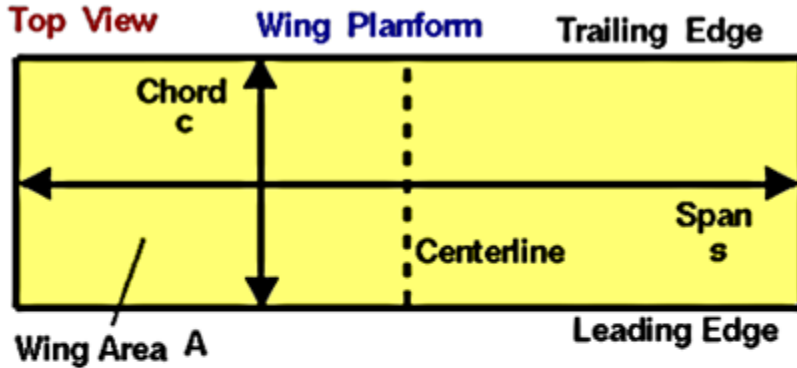 Top View
Wing Planform
Trailing Edge
Chord
c
Span
s
Centerline
Leading Edge
Wing Area A